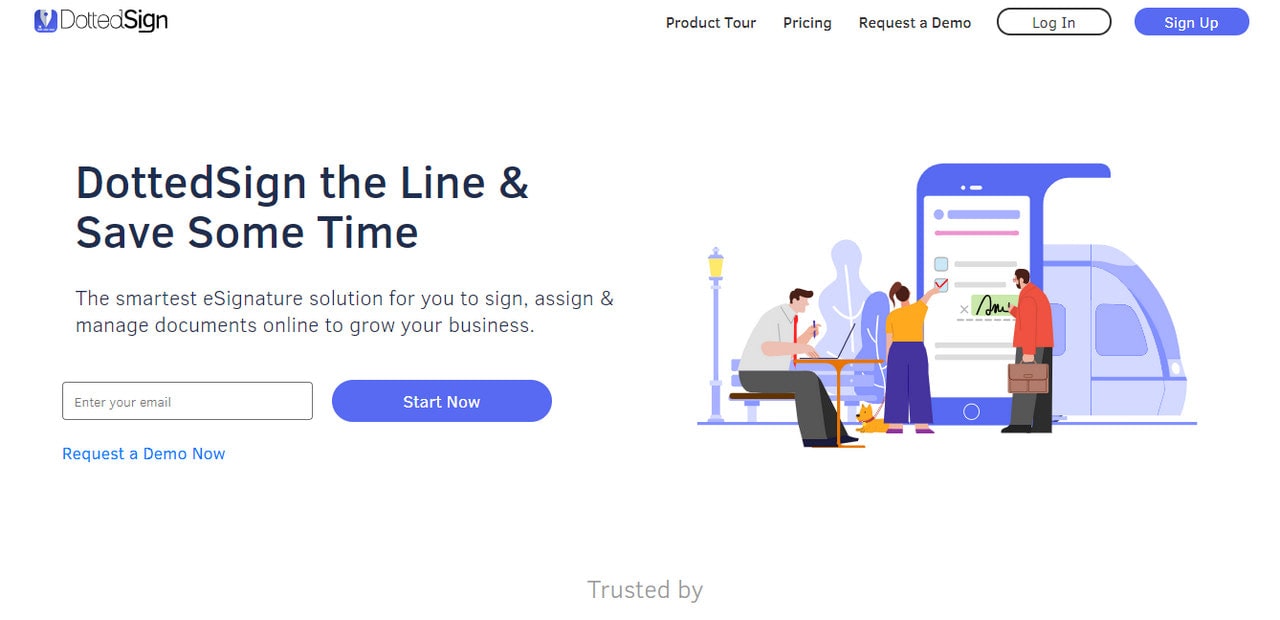 DottedSign
Product Tour
Pricing
Request a Demo
Log In
Sign Up
DottedSign the Line &
Save Some Time
The smartest eSignature solution for you to sign, assign &
manage documents online to grow your business.
Enter your email
Start Now
Request a Demo Now
Trusted by